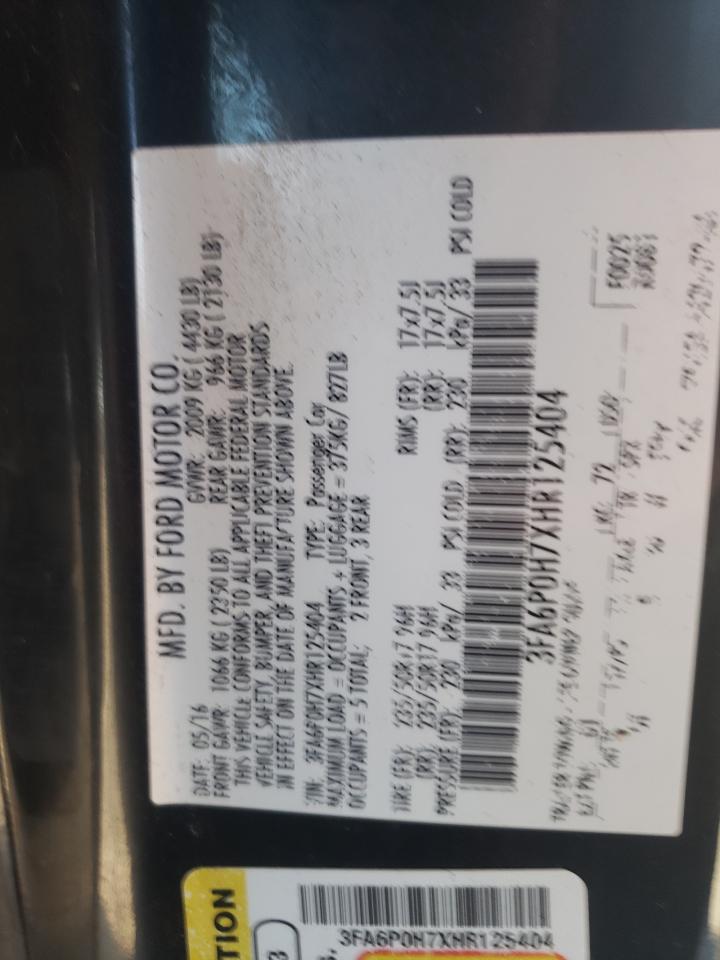 MFD. BY FORD MOTOR CO.
DATE: 05/16 GVWR: 2009 KG ( 4430 LB)
FRONT GAWR: 1066 KG ( 2350 LB) REAR GAWR: 966 KG ( 2130 LB)
THIS VEHICLE CONFORMS TO ALL APPLICABLE FEDERAL MOTOR
VEHICLE SAFETY, BUMPER, AND THEFT PREVENTION STANDARDS
IN EFFECT ON THE DATE OF MANUFACTURE SHOWN ABOVE.
VIN: 3FA6P0H7XHR125404 TYPE: Passenger Car
MAXIMUM LOAD = OCCUPANTS + LUGGAGE = 375KG/ 827LB
OCCUPANTS = 5 TOTAL; 2 FRONT, 3 REAR
TIRE (FR): 235/50R17 96H RIMS (FR): 17x7.5J
(RR): 235/50R17 96H (RR): 17x7.5J
PRESSURE (FR): 230 kPa/ 33 PSI COLD (RR): 230 kPa/ 33 PSI COLD
3FA6P0H7XHR125404
F0025
TION
3FA6P0H7XHR125404